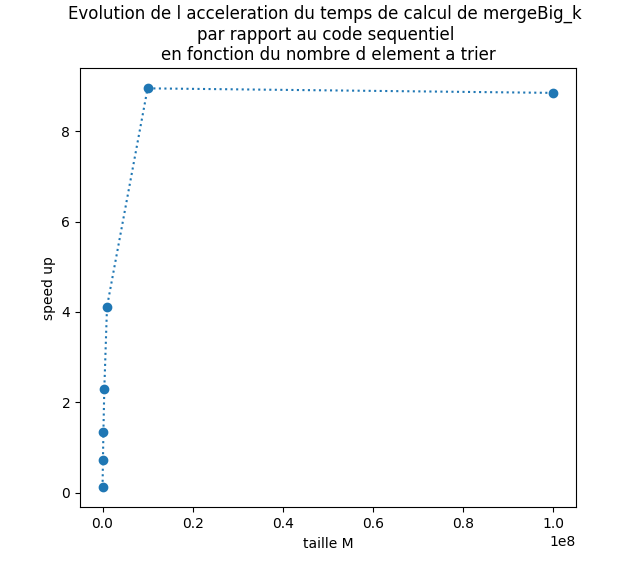 Evolution de l acceleration du temps de calcul de mergeBig_k
par rapport au code sequentiel
en fonction du nombre d element a trier
8
6
4
2
0
speed up
0.0 0.2 0.4 0.6 0.8 1.0
1e8
taille M